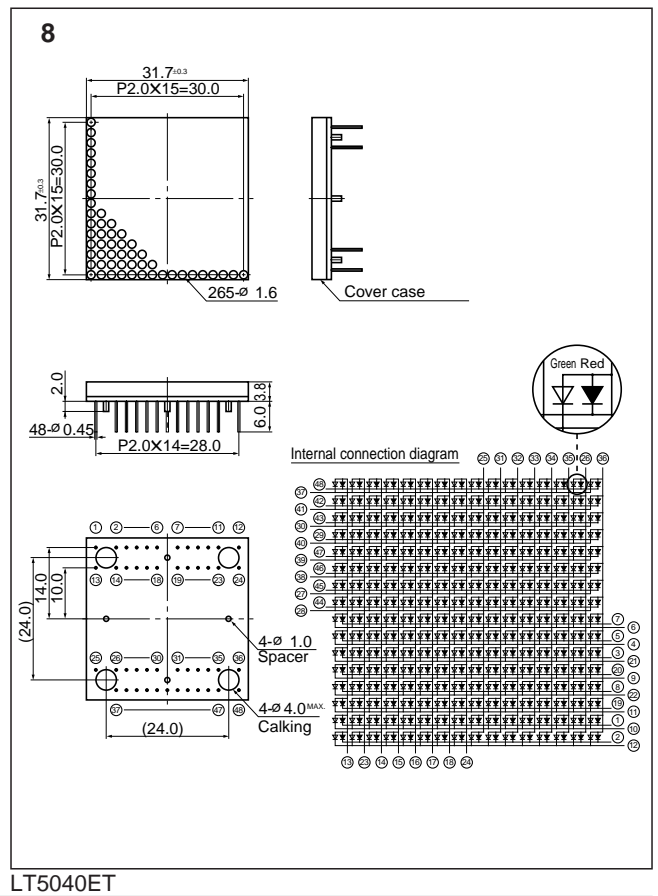 8
31.7±0.3
P2.0X15=30.0
31.7±0.3
P2.0X15=30.0
265-Ø 1.6
Cover case
2.0
3.8
6.0
48-Ø 0.45
P2.0X14=28.0
Green Red
Internal connection diagram
25 31 32 33 34 35 26 36
48
37
42
41
43
30
29
40
47
39
46
38
45
27
44
28
7
6
5
4
3
21
20
9
8
22
19
11
1
10
2
12
13 23 14 15 16 17 18 24
1 2 6 7 11 12
13 14 18 19 23 24
14.0
10.0
(24.0)
4-Ø 1.0
Spacer
25 26 30 31 35 36
4-Ø 4.0 MAX.
Calking
37 47 48
(24.0)
LT5040ET